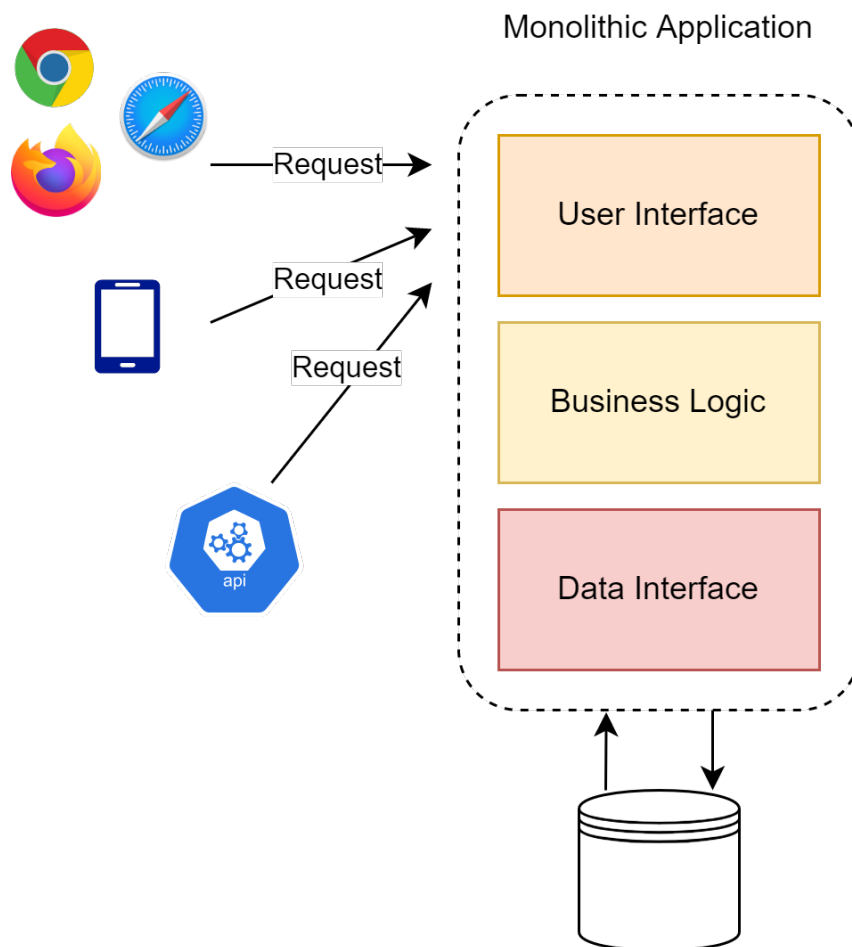 Monolithic Application
Request
User Interface
Request
Request
Business Logic
api
Data Interface